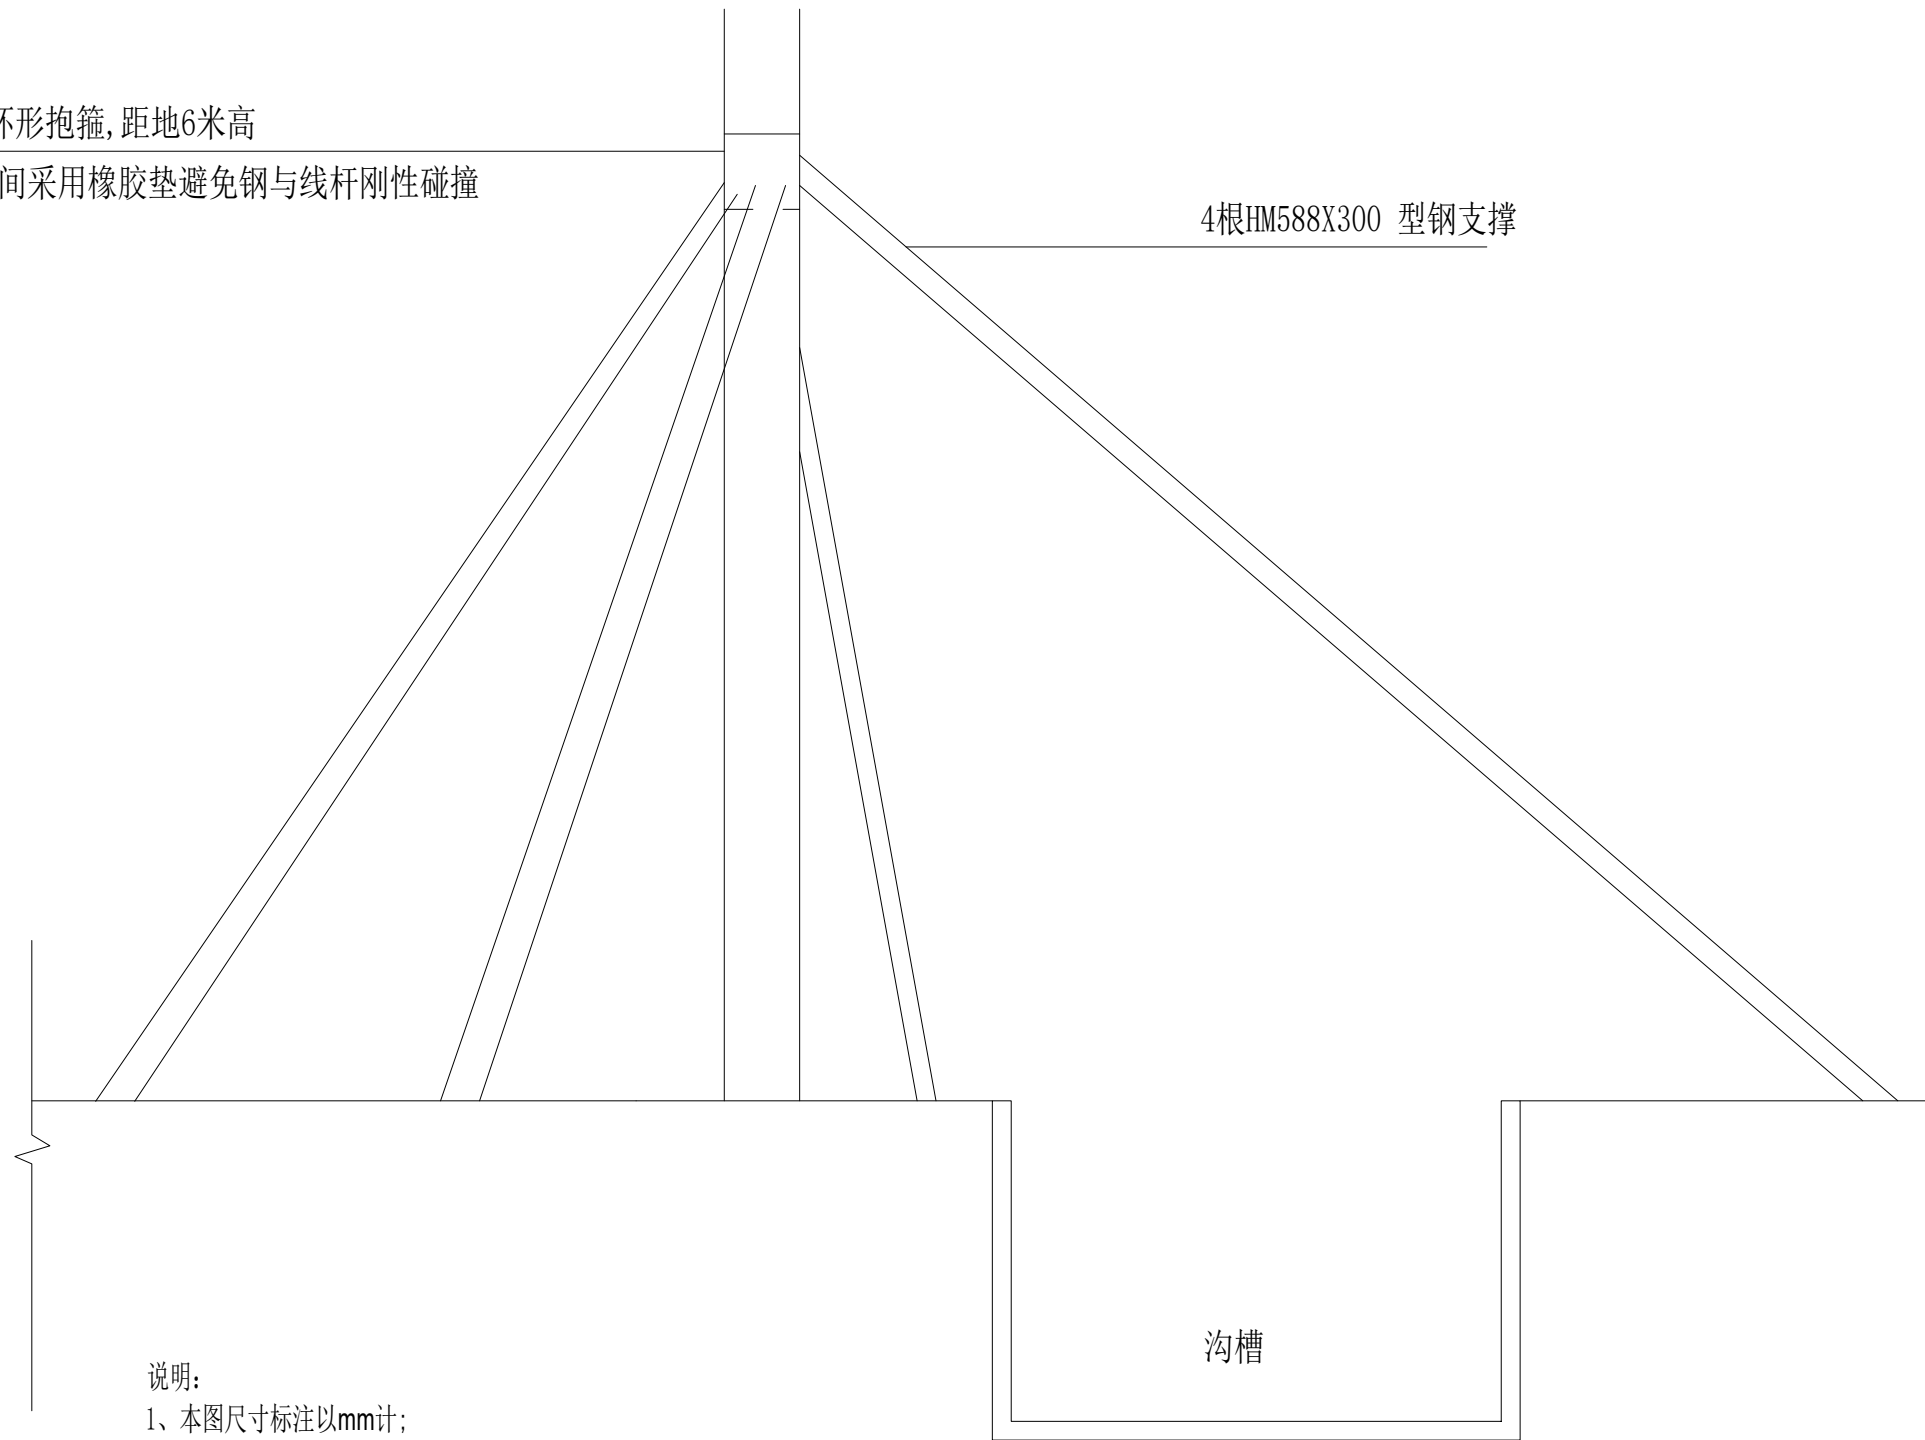 环形抱箍,距地6米高
间采用橡胶垫避免钢与线杆刚性碰撞
4根HM588X300 型钢支撑
沟槽
说明:
1、本图尺寸标注以mm计;